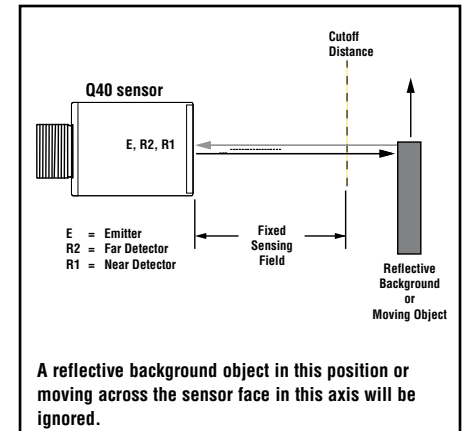 Cutoff
Distance
Q40 sensor
E, R2, R1
E = Emitter
R2 = Far Detector
R1 = Near Detector
Fixed
Sensing
Field
Reflective
Background
or
Moving Object
A reflective background object in this position or
moving across the sensor face in this axis will be
ignored.